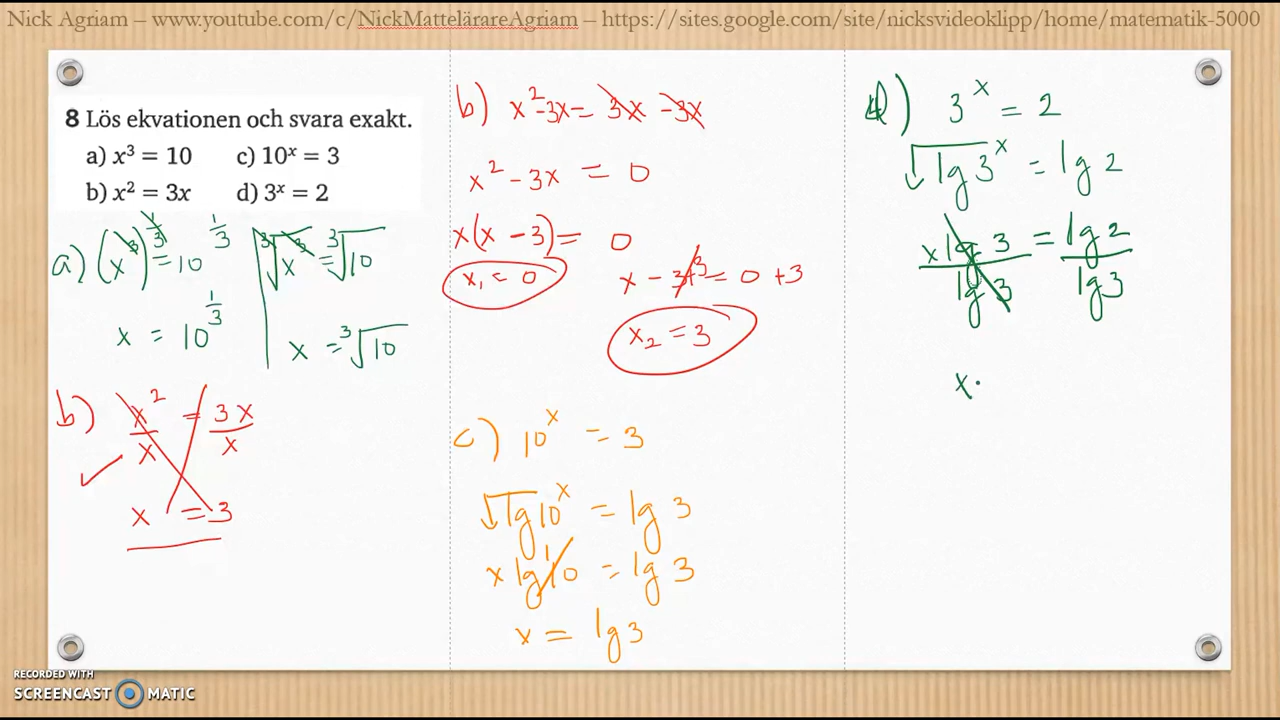 Nick Agriam – www.youtube.com/c/NickMattelärareAgriam – https://sites.google.com/site/nicksvideoklipp/home/matematik-5000
8 Lös ekvationen och svara exakt.
a) x³ = 10 c) 10ˣ = 3
b) x² = 3x d) 3ˣ = 2
a) (x³)^(1/3) = 10^(1/3) ∛x³ = ∛10
x = 10^(1/3) x = ∛10
b) x²/x = 3x/x
x = 3
b) x² - 3x = 3x - 3x
x² - 3x = 0
x(x - 3) = 0
x₁ = 0 x - 3 + 3 = 0 + 3
x₂ = 3
c) 10ˣ = 3
lg 10ˣ = lg 3
x lg 10 = lg 3
x = lg 3
d) 3ˣ = 2
lg 3ˣ = lg 2
x lg 3 / lg 3 = lg 2 / lg 3
x
RECORDED WITH
SCREENCAST MATIC